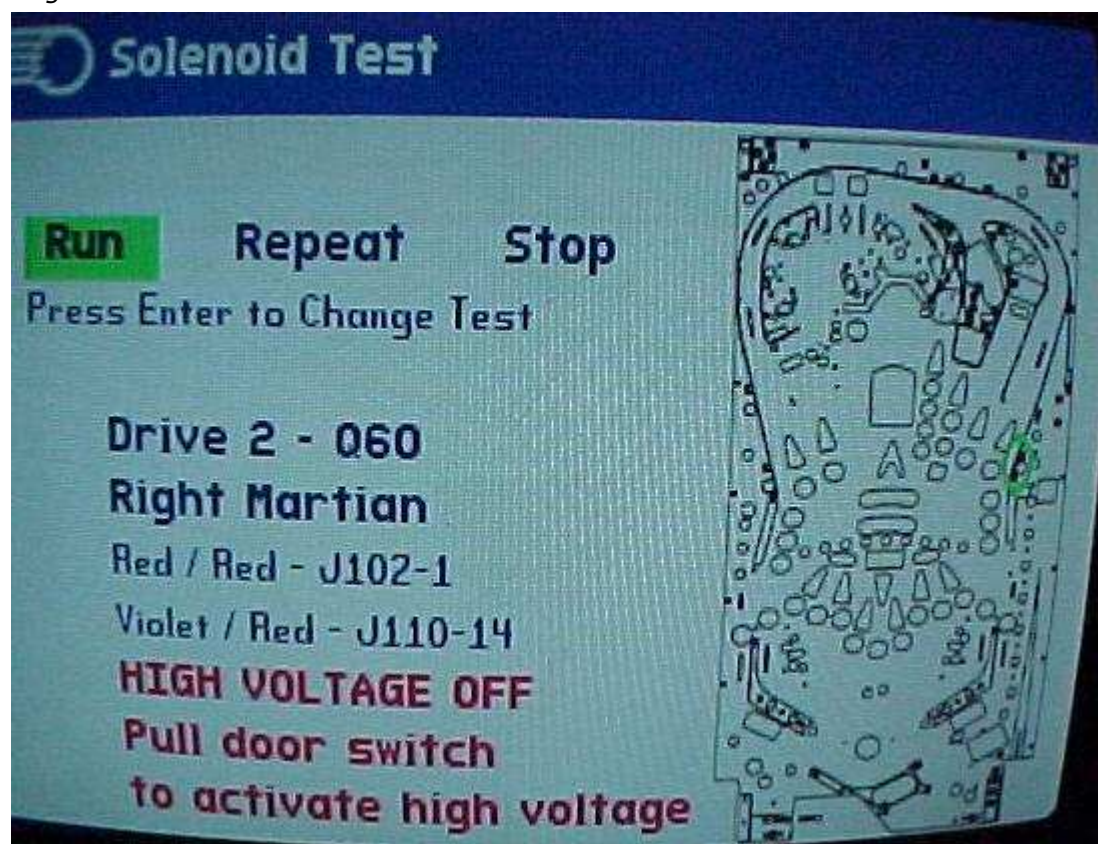 Solenoid Test
Run Repeat Stop
Press Enter to Change Test
Drive 2 - Q60
Right Martian
Red / Red - J102-1
Violet / Red - J110-14
HIGH VOLTAGE OFF
Pull door switch
to activate high voltage